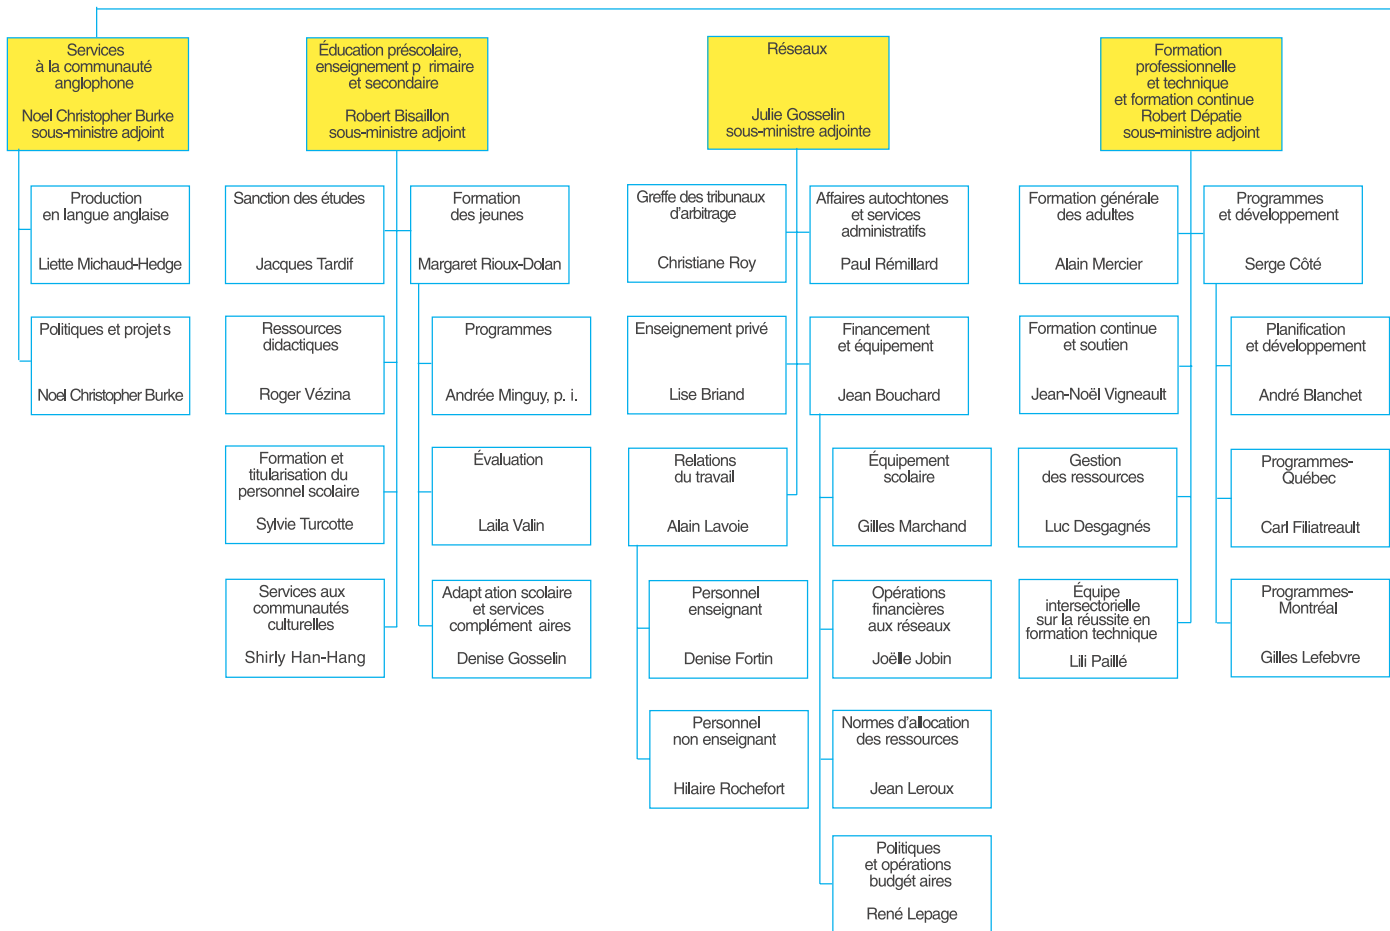 Services
à la communauté
anglophone
Noel Christopher Burke
sous-ministre adjoint
Production
en langue anglaise
Liette Michaud-Hedge
Politiques et projets
Noel Christopher Burke
Éducation préscolaire,
enseignement p rimaire
et secondaire
Robert Bisaillon
sous-ministre adjoint
Sanction des études
Jacques Tardif
Formation
des jeunes
Margaret Rioux-Dolan
Ressources
didactiques
Roger Vézina
Programmes
Andrée Minguy, p. i.
Formation et
titularisation du
personnel scolaire
Sylvie Turcotte
Évaluation
Laila Valin
Services aux
communautés
culturelles
Shirly Han-Hang
Adapt ation scolaire
et services
complément aires
Denise Gosselin
Réseaux
Julie Gosselin
sous-ministre adjointe
Greffe des tribunaux
d'arbitrage
Christiane Roy
Affaires autochtones
et services
administratifs
Paul Rémillard
Enseignement privé
Lise Briand
Financement
et équipement
Jean Bouchard
Relations
du travail
Alain Lavoie
Équipement
scolaire
Gilles Marchand
Personnel
enseignant
Denise Fortin
Opérations
financières
aux réseaux
Joëlle Jobin
Personnel
non enseignant
Hilaire Rochefort
Normes d'allocation
des ressources
Jean Leroux
Politiques
et opérations
budgét aires
René Lepage
Formation
professionnelle
et technique
et formation continue
Robert Dépatie
sous-ministre adjoint
Formation générale
des adultes
Alain Mercier
Programmes
et développement
Serge Côté
Formation continue
et soutien
Jean-Noël Vigneault
Planification
et développement
André Blanchet
Gestion
des ressources
Luc Desgagnés
Programmes-
Québec
Carl Filiatreault
Équipe
intersectorielle
sur la réussite en
formation technique
Lili Paillé
Programmes-
Montréal
Gilles Lefebvre